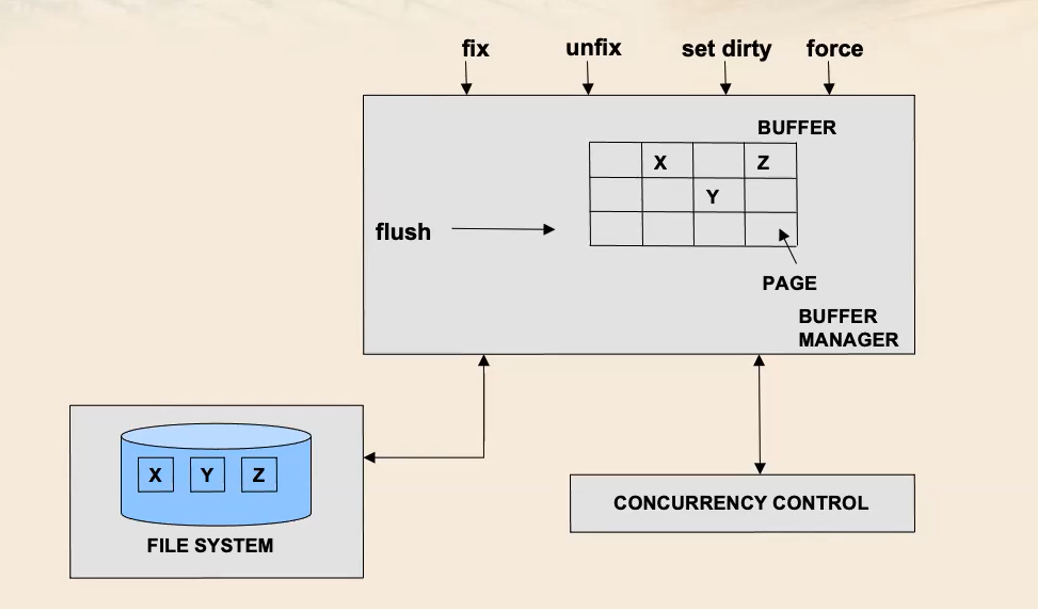 fix
unfix
set dirty
force
BUFFER
X
Z
Y
flush
PAGE
BUFFER
MANAGER
X
Y
Z
FILE SYSTEM
CONCURRENCY CONTROL